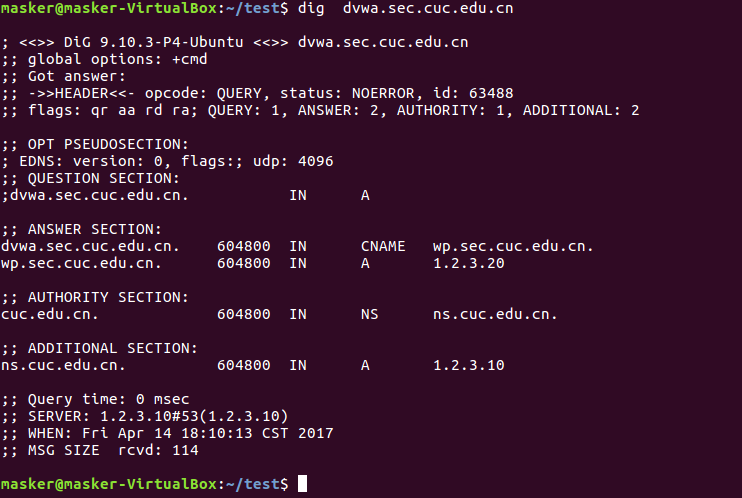 masker@masker-VirtualBox:~/test$ dig  dvwa.sec.cuc.edu.cn
; <<>> DiG 9.10.3-P4-Ubuntu <<>> dvwa.sec.cuc.edu.cn
;; global options: +cmd
;; Got answer:
;; ->>HEADER<<- opcode: QUERY, status: NOERROR, id: 63488
;; flags: qr aa rd ra; QUERY: 1, ANSWER: 2, AUTHORITY: 1, ADDITIONAL: 2
;; OPT PSEUDOSECTION:
; EDNS: version: 0, flags:; udp: 4096
;; QUESTION SECTION:
;dvwa.sec.cuc.edu.cn.		IN	A
;; ANSWER SECTION:
dvwa.sec.cuc.edu.cn.	604800	IN	CNAME	wp.sec.cuc.edu.cn.
wp.sec.cuc.edu.cn.	604800	IN	A	1.2.3.20
;; AUTHORITY SECTION:
cuc.edu.cn.		604800	IN	NS	ns.cuc.edu.cn.
;; ADDITIONAL SECTION:
ns.cuc.edu.cn.		604800	IN	A	1.2.3.10
;; Query time: 0 msec
;; SERVER: 1.2.3.10#53(1.2.3.10)
;; WHEN: Fri Apr 14 18:10:13 CST 2017
;; MSG SIZE  rcvd: 114
masker@masker-VirtualBox:~/test$